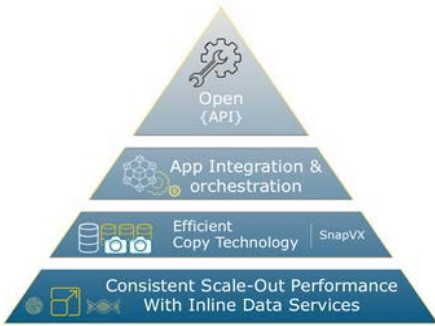 Open
{API}
App Integration &
orchestration
Efficient
Copy Technology
SnapVX
Consistent Scale-Out Performance
With Inline Data Services